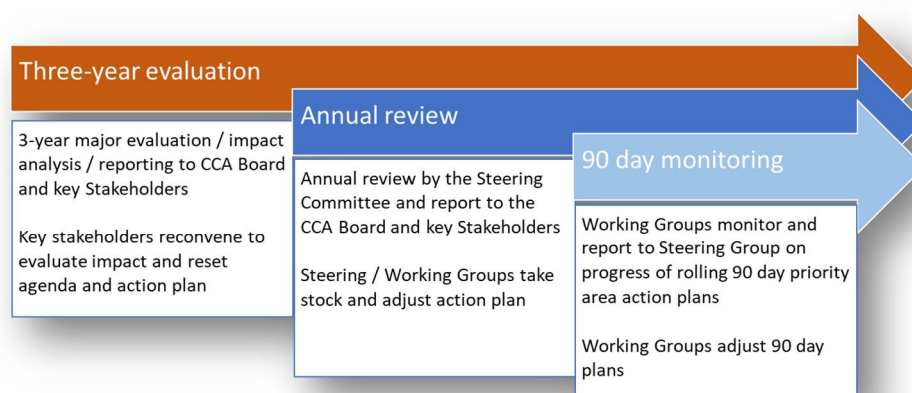 Three-year evaluation
3-year major evaluation / impact
analysis / reporting to CCA Board
and key Stakeholders
Key stakeholders reconvene to
evaluate impact and reset
agenda and action plan
Annual review
Annual review by the Steering
Committee and report to the
CCA Board and key Stakeholders
Steering / Working Groups take
stock and adjust action plan
90 day monitoring
Working Groups monitor and
report to Steering Group on
progress of rolling 90 day priority
area action plans
Working Groups adjust 90 day
plans